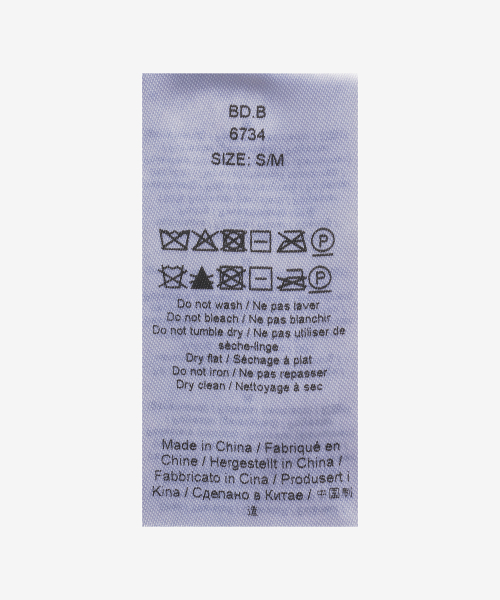 BD.B
6734
SIZE: S/M
P
P
Do not wash / Ne pas laver
Do not bleach / Ne pas blanchir
Do not tumble dry / Ne pas utiliser de
sèche-linge
Dry flat / Séchage à plat
Do not iron / Ne pas repasser
Dry clean / Nettoyage à sec
Made in China / Fabriqué en
Chine / Hergestellt in China /
Fabbricato in Cina / Produsert i
Kina / Сделано в Китае / 中国制
造